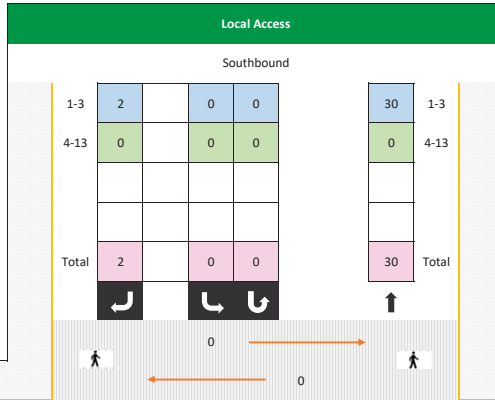 Local Access
Southbound
1-3 2 0 0 30 1-3
4-13 0 0 0 0 4-13
Total 2 0 0 30 Total
0
0